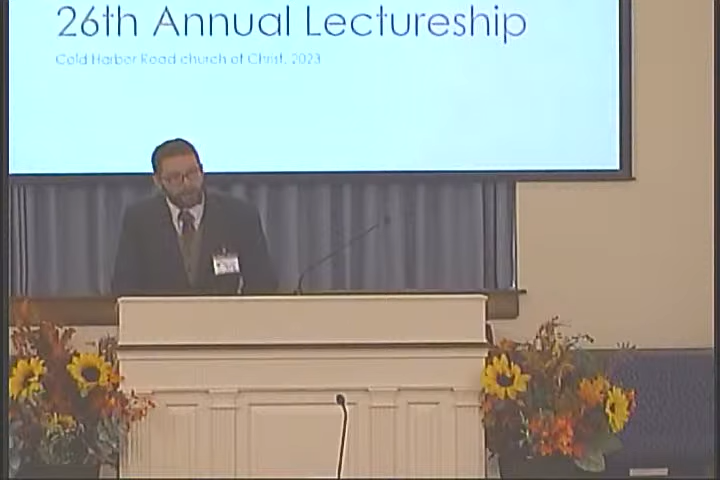 26th Annual Lectureship
Cold Harbor Road church of Christ, 2023